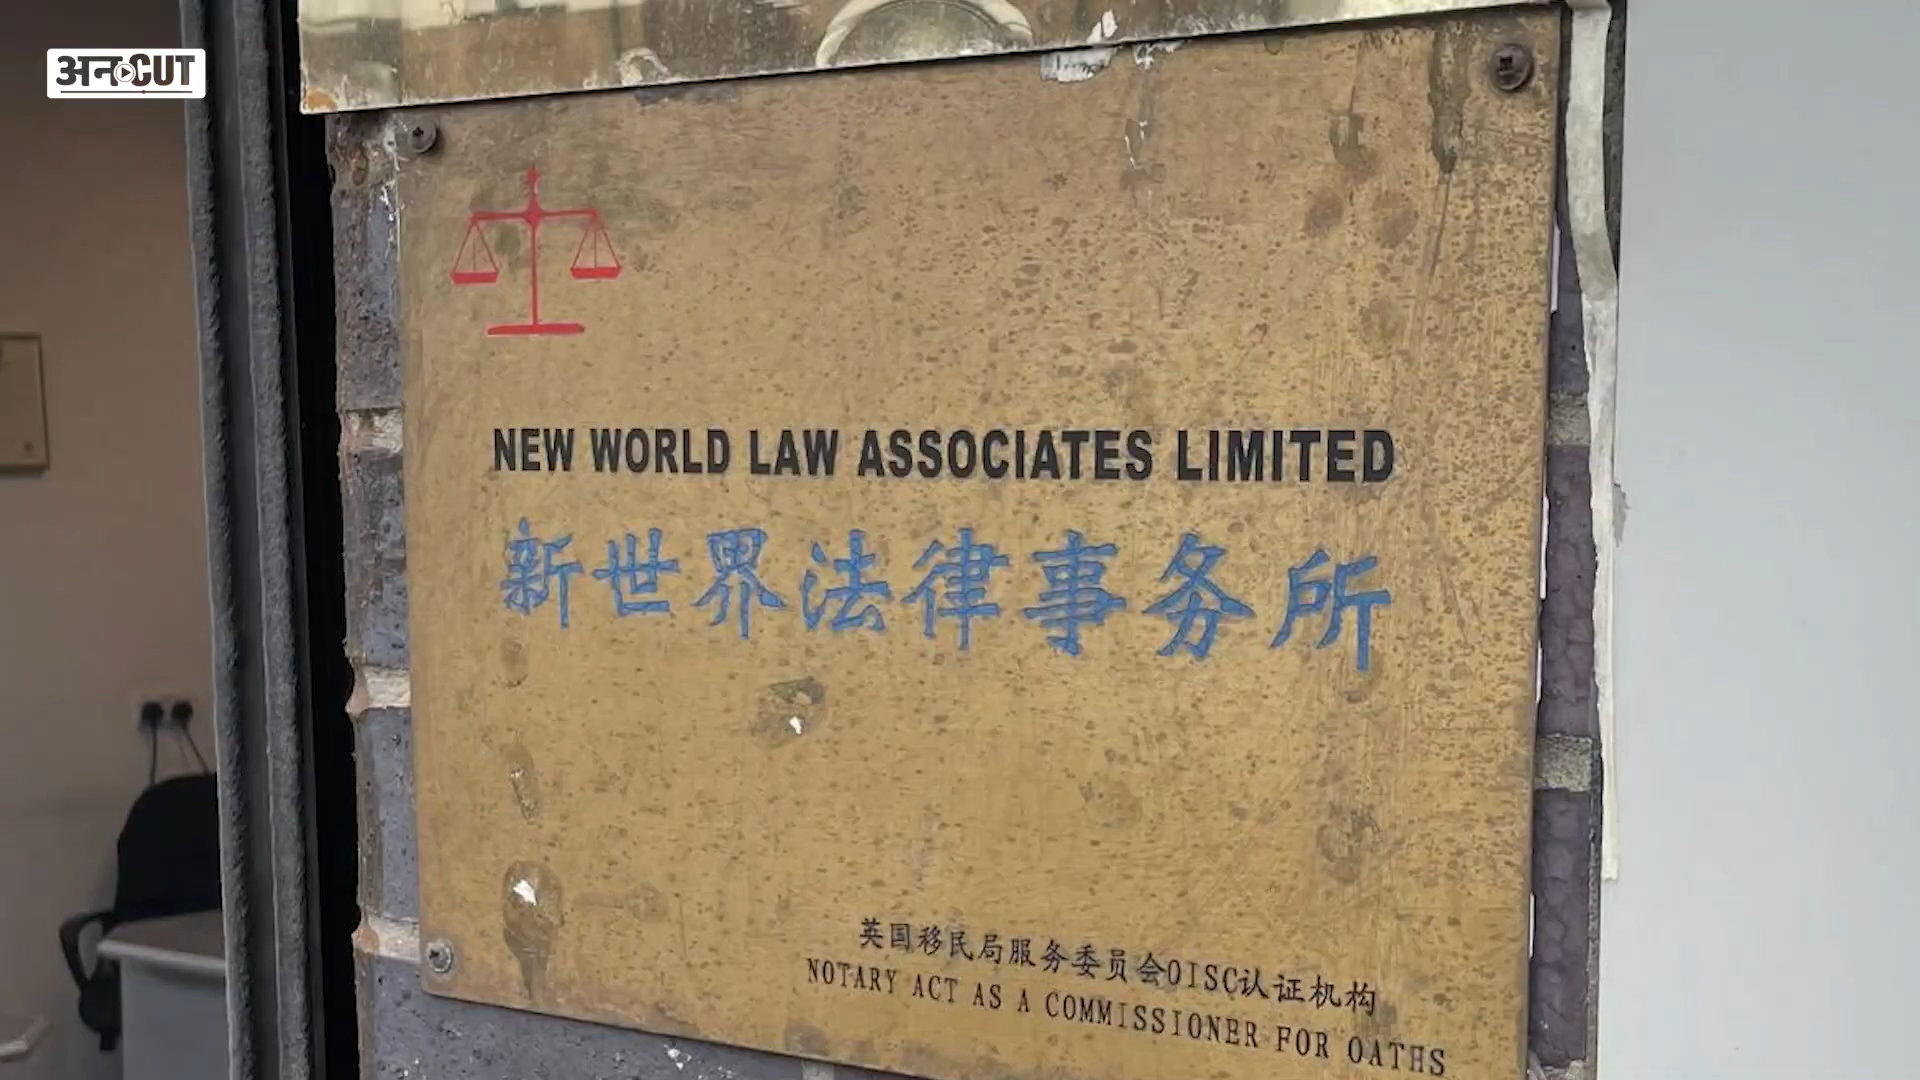 अनCUT
NEW WORLD LAW ASSOCIATES LIMITED
新世界法律事务所
英国移民局服务委员会OISC认证机构
NOTARY ACT AS A COMMISSIONER FOR OATHS